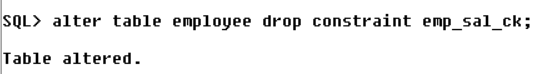 SQL> alter table employee drop constraint emp_sal_ck;
Table altered.